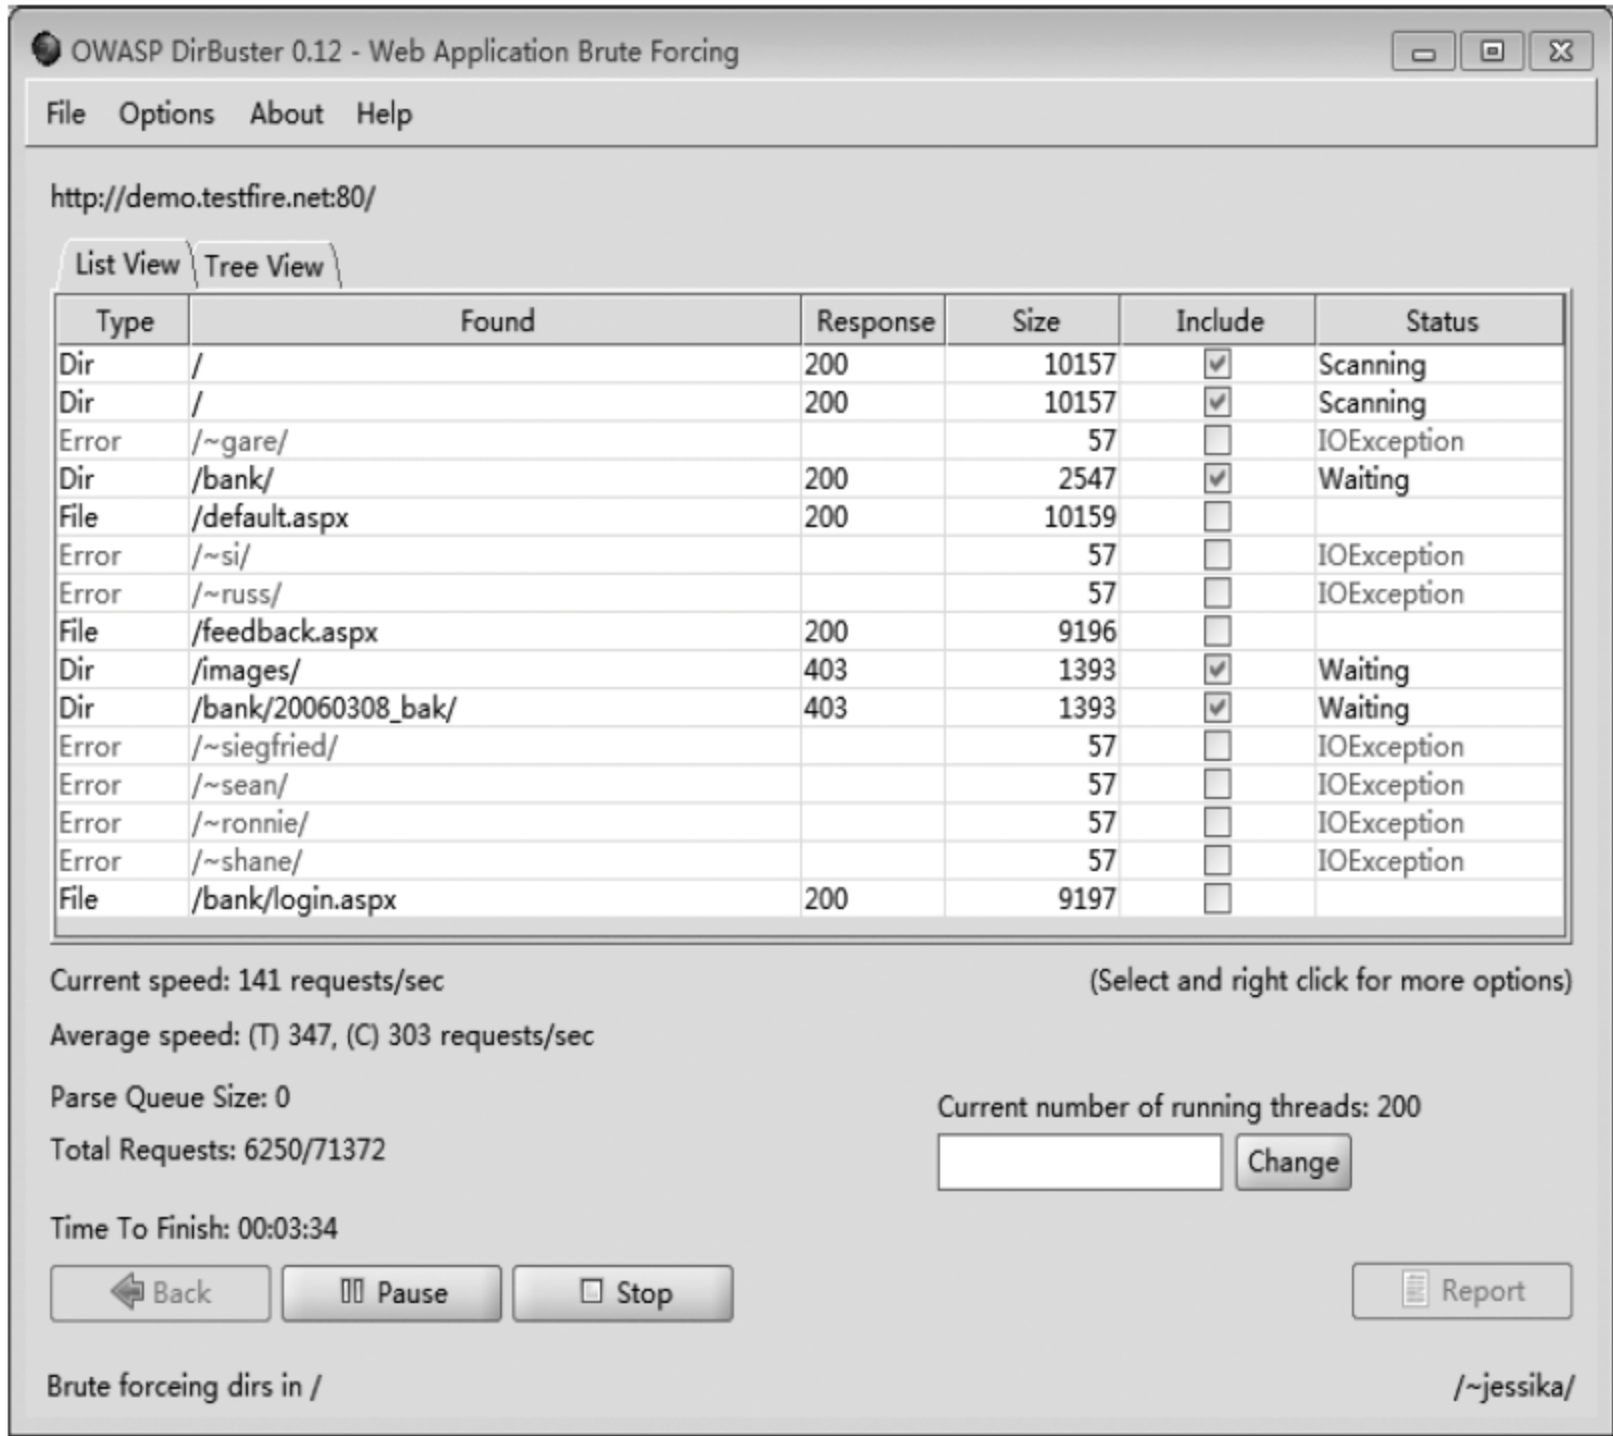 OWASP DirBuster 0.12 - Web Application Brute Forcing
File Options About Help
http://demo.testfire.net:80/
List View Tree View
Type Found Response Size Include Status
Dir / 200 10157 Scanning
Dir / 200 10157 Scanning
Error /~gare/ 57 IOException
Dir /bank/ 200 2547 Waiting
File /default.aspx 200 10159
Error /~si/ 57 IOException
Error /~russ/ 57 IOException
File /feedback.aspx 200 9196
Dir /images/ 403 1393 Waiting
Dir /bank/20060308_bak/ 403 1393 Waiting
Error /~siegfried/ 57 IOException
Error /~sean/ 57 IOException
Error /~ronnie/ 57 IOException
Error /~shane/ 57 IOException
File /bank/login.aspx 200 9197
Current speed: 141 requests/sec (Select and right click for more options)
Average speed: (T) 347, (C) 303 requests/sec
Parse Queue Size: 0
Current number of running threads: 200
Total Requests: 6250/71372
Change
Time To Finish: 00:03:34
Back Pause Stop Report
Brute forceing dirs in / /~jessika/